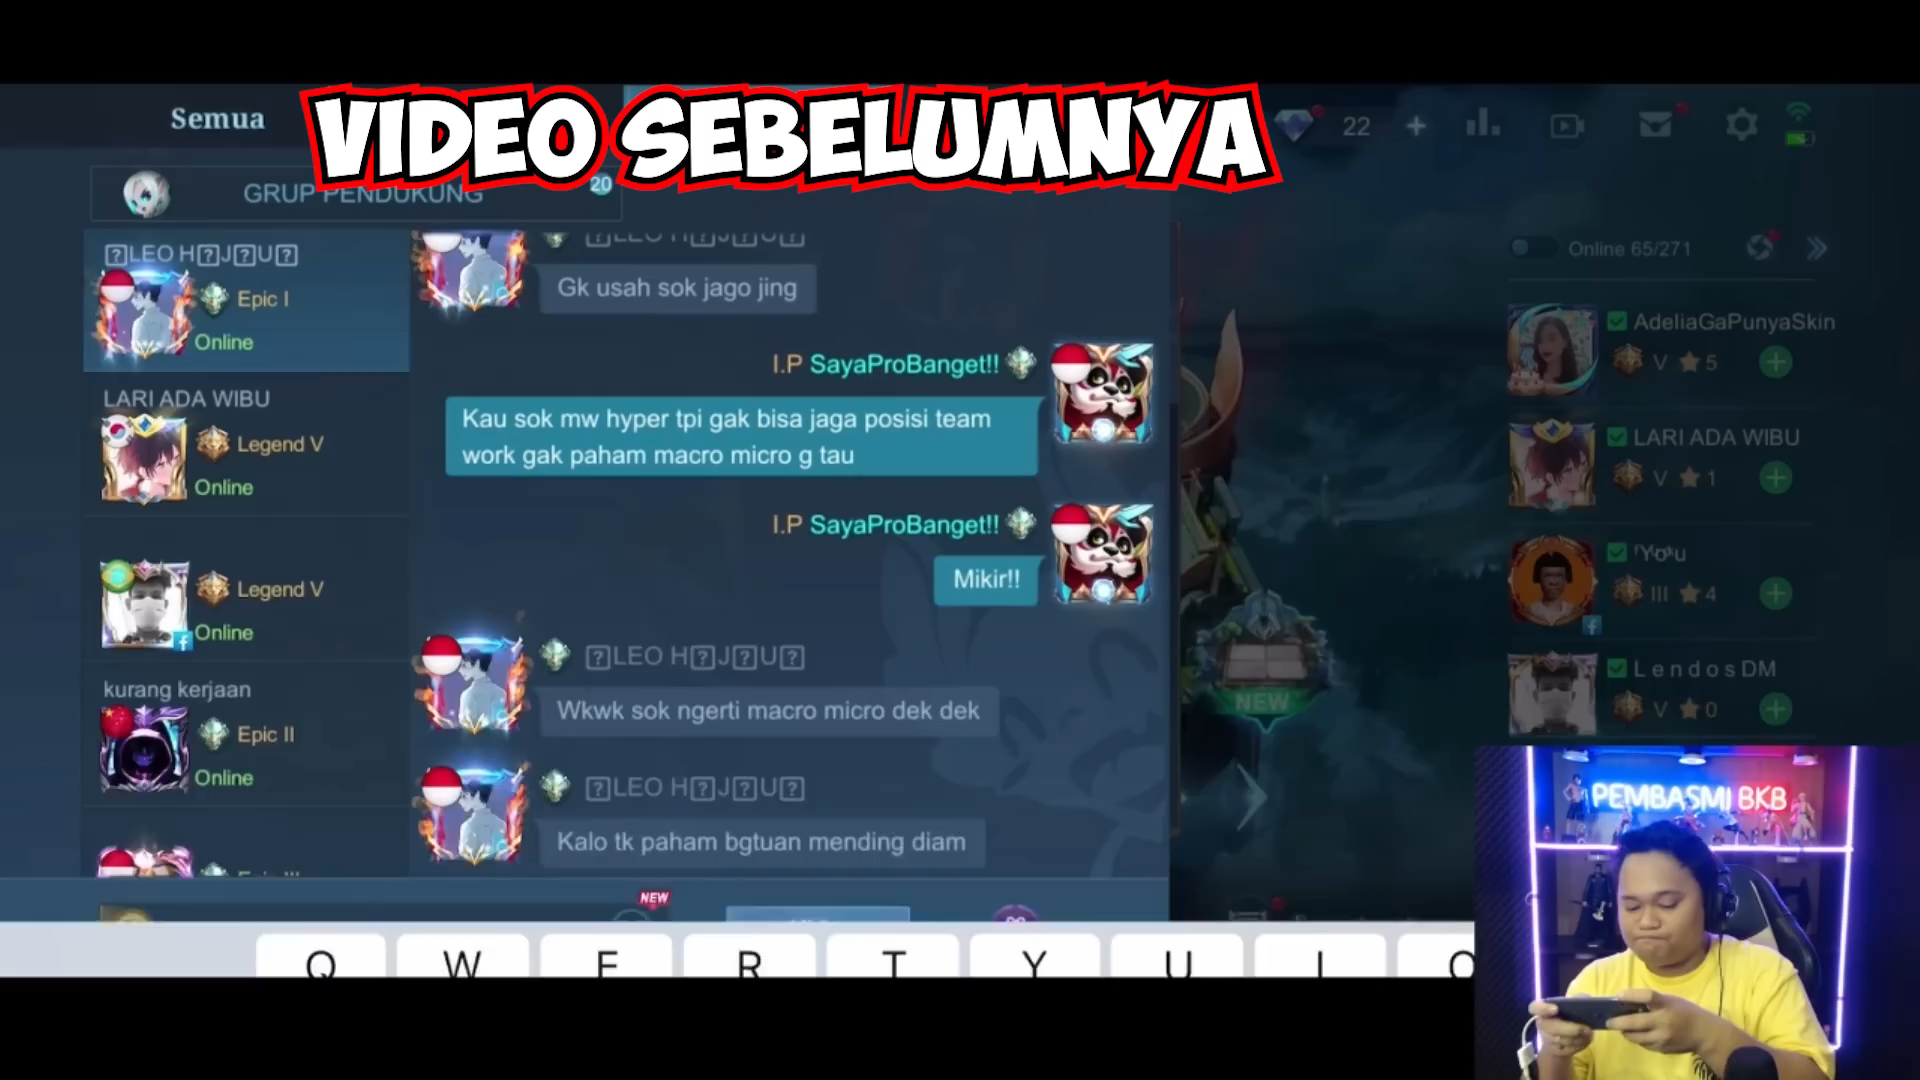 VIDEO SEBELUMNYA
Semua
22
GRUP PENDUKUNG
20
LEO H J U
Epic I
Online
LARI ADA WIBU
Legend V
Online
Legend V
Online
kurang kerjaan
Epic II
Online
Gk usah sok jago jing
I.P SayaProBanget!!
Kau sok mw hyper tpi gak bisa jaga posisi team
work gak paham macro micro g tau
I.P SayaProBanget!!
Mikir!!
LEO H J U
Wkwk sok ngerti macro micro dek dek
LEO H J U
Kalo tk paham bgtuan mending diam
NEW
NEW
Online 65/271
AdeliaGaPunyaSkin
V 5
LARI ADA WIBU
V 1
III 4
LendosDM
V 0
PEMBASMI BKB
Q W E R T Y U I O